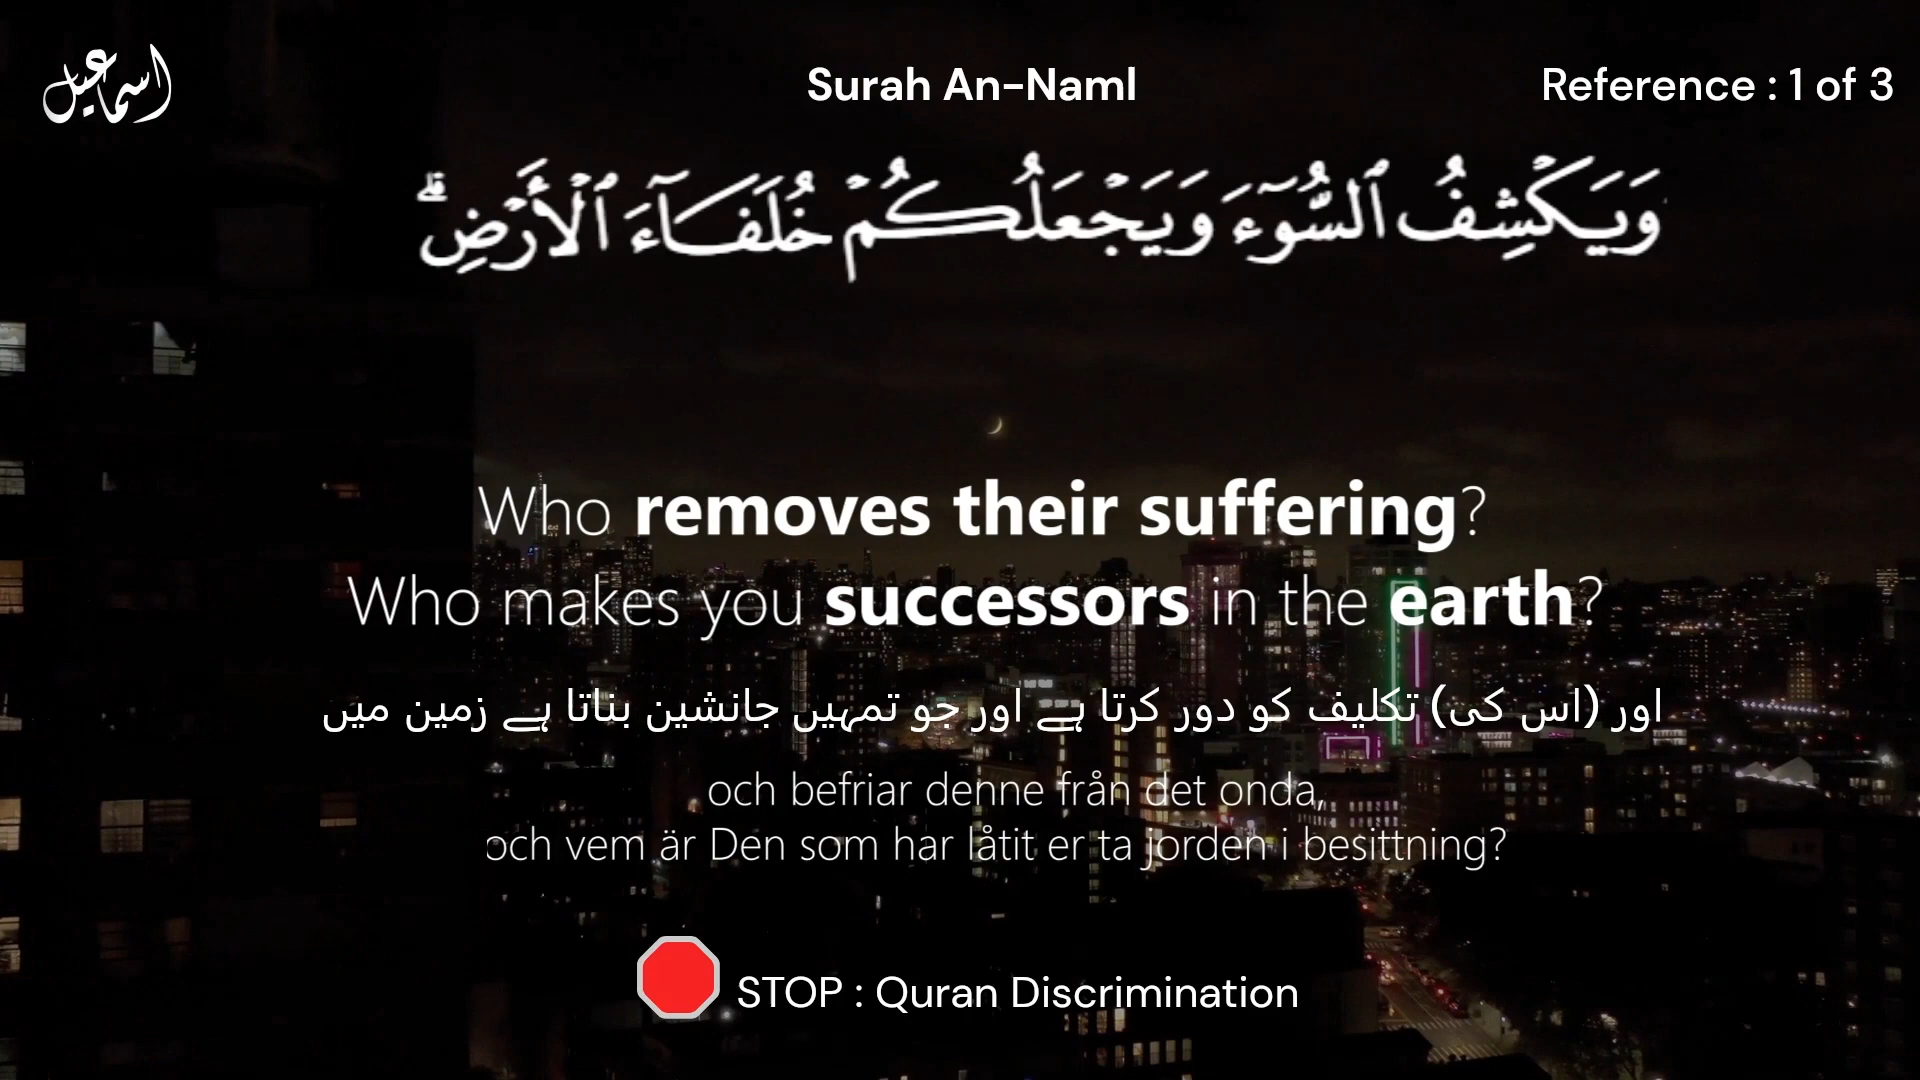 اسماعيل
Surah An-Naml
Reference : 1 of 3
وَيَكْشِفُ ٱلسُّوٓءَ وَيَجْعَلُكُمْ خُلَفَآءَ ٱلْأَرْضِ ۗ
Who removes their suffering?
Who makes you successors in the earth?
اور (اس کی) تکلیف کو دور کرتا ہے اور جو تمہیں جانشین بناتا ہے زمین میں
och befriar denne från det onda,
och vem är Den som har låtit er ta jorden i besittning?
STOP : Quran Discrimination